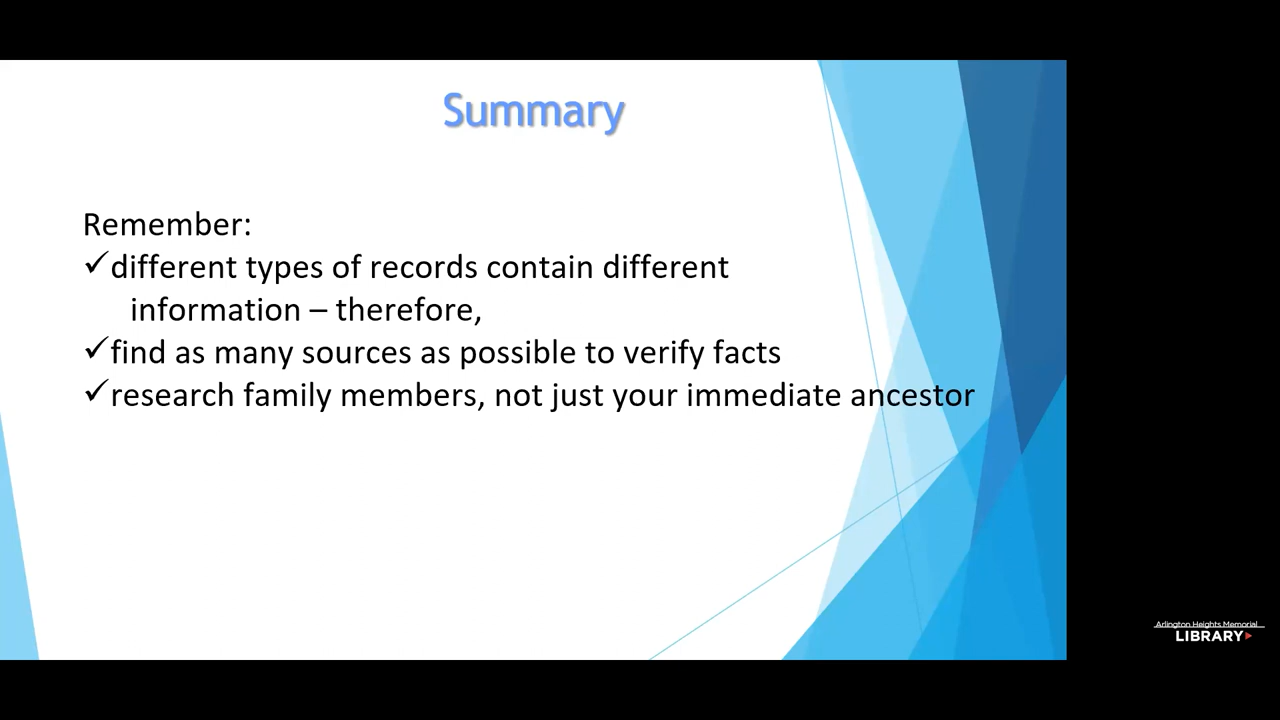 Summary
Remember:
✓different types of records contain different
information – therefore,
✓find as many sources as possible to verify facts
✓research family members, not just your immediate ancestor
Arlington Heights Memorial
LIBRARY